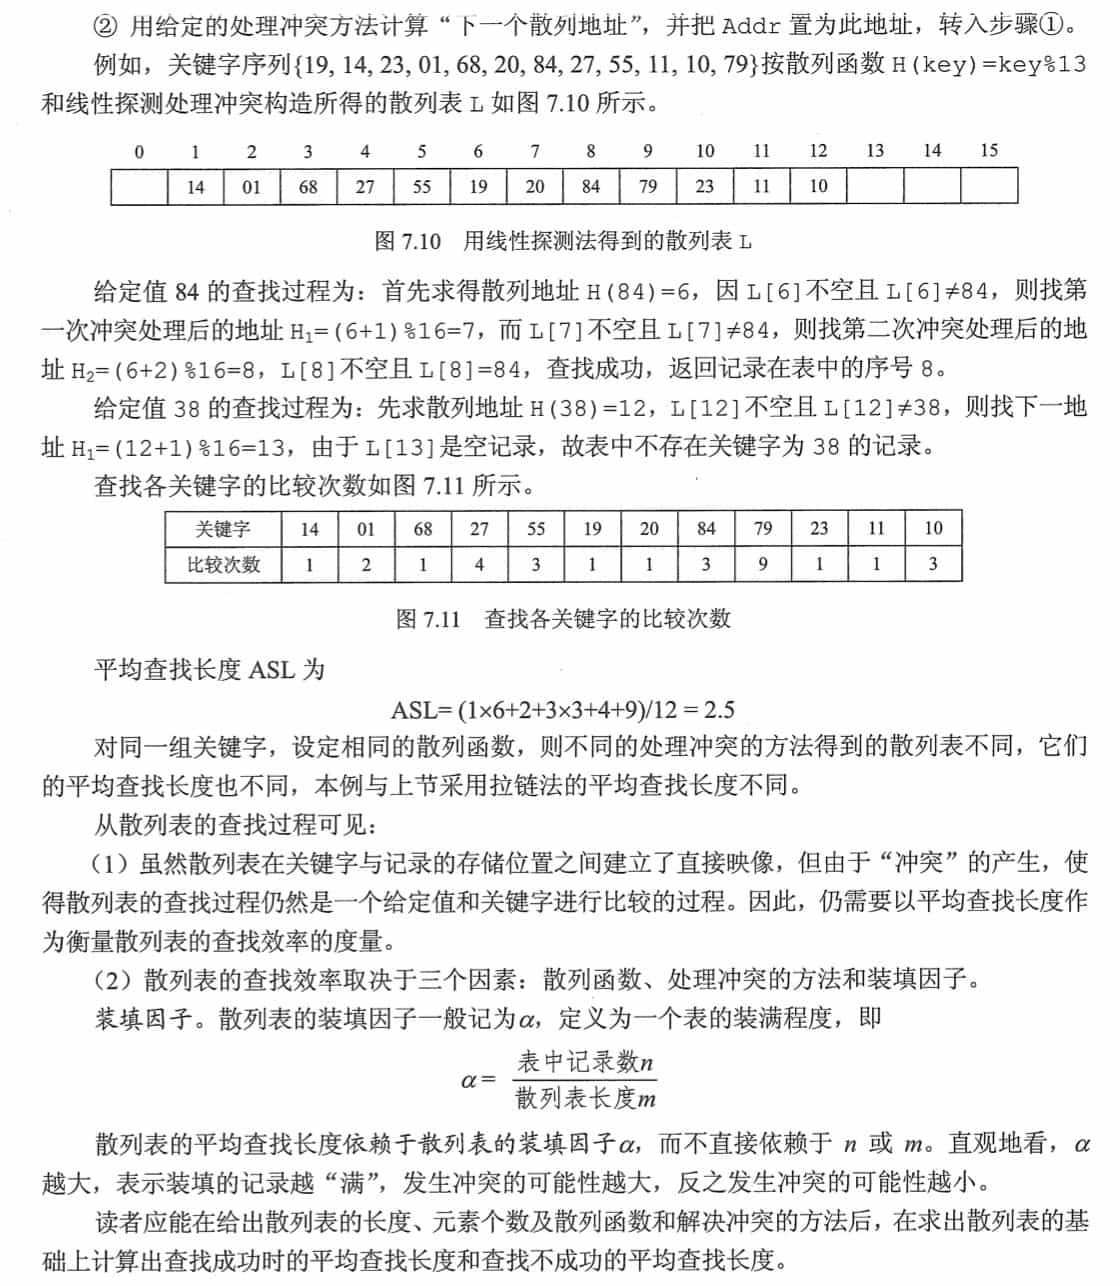 ② 用给定的处理冲突方法计算“下一个散列地址”，并把 Addr 置为此地址，转入步骤①。
例如，关键字序列{19, 14, 23, 01, 68, 20, 84, 27, 55, 11, 10, 79}按散列函数 H(key)=key%13
和线性探测处理冲突构造所得的散列表 L 如图 7.10 所示。
0 1 2 3 4 5 6 7 8 9 10 11 12 13 14 15
14 01 68 27 55 19 20 84 79 23 11 10
图 7.10 用线性探测法得到的散列表 L
给定值 84 的查找过程为：首先求得散列地址 H(84)=6，因 L[6]不空且 L[6]≠84，则找第
一次冲突处理后的地址 H₁=(6+1)%16=7，而 L[7]不空且 L[7]≠84，则找第二次冲突处理后的地
址 H₂=(6+2)%16=8，L[8]不空且 L[8]=84，查找成功，返回记录在表中的序号 8。
给定值 38 的查找过程为：先求散列地址 H(38)=12，L[12]不空且 L[12]≠38，则找下一地
址 H₁=(12+1)%16=13，由于 L[13]是空记录，故表中不存在关键字为 38 的记录。
查找各关键字的比较次数如图 7.11 所示。
关键字 14 01 68 27 55 19 20 84 79 23 11 10
比较次数 1 2 1 4 3 1 1 3 9 1 1 3
图 7.11 查找各关键字的比较次数
平均查找长度 ASL 为
ASL= (1×6+2+3×3+4+9)/12 = 2.5
对同一组关键字，设定相同的散列函数，则不同的处理冲突的方法得到的散列表不同，它们
的平均查找长度也不同，本例与上节采用拉链法的平均查找长度不同。
从散列表的查找过程可见：
（1）虽然散列表在关键字与记录的存储位置之间建立了直接映像，但由于“冲突”的产生，使
得散列表的查找过程仍然是一个给定值和关键字进行比较的过程。因此，仍需要以平均查找长度作
为衡量散列表的查找效率的度量。
（2）散列表的查找效率取决于三个因素：散列函数、处理冲突的方法和装填因子。
装填因子。散列表的装填因子一般记为α，定义为一个表的装满程度，即
α = 表中记录数n
散列表长度m
散列表的平均查找长度依赖于散列表的装填因子α，而不直接依赖于 n 或 m。直观地看，α
越大，表示装填的记录越“满”，发生冲突的可能性越大，反之发生冲突的可能性越小。
读者应能在给出散列表的长度、元素个数及散列函数和解决冲突的方法后，在求出散列表的基
础上计算出查找成功时的平均查找长度和查找不成功的平均查找长度。